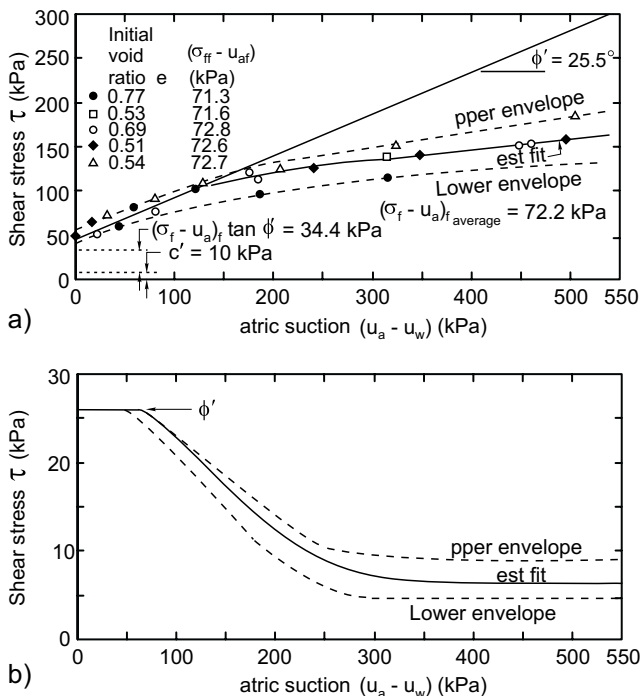 a)
Shear stress τ (kPa)
300
250
200
150
100
50
0
Initial void ratio e
(σff - uaf) (kPa)
● 0.77 71.3
□ 0.53 71.6
○ 0.69 72.8
◆ 0.51 72.6
△ 0.54 72.7
ϕ′ = 25.5°
pper envelope
est fit
Lower envelope
(σf - ua)f average = 72.2 kPa
(σf - ua)f tan ϕ′ = 34.4 kPa
c′ = 10 kPa
0 100 200 300 400 500 550
atric suction (ua - uw) (kPa)
b)
Shear stress τ (kPa)
30
20
10
0
ϕ′
pper envelope
est fit
Lower envelope
0 100 200 300 400 500 550
atric suction (ua - uw) (kPa)